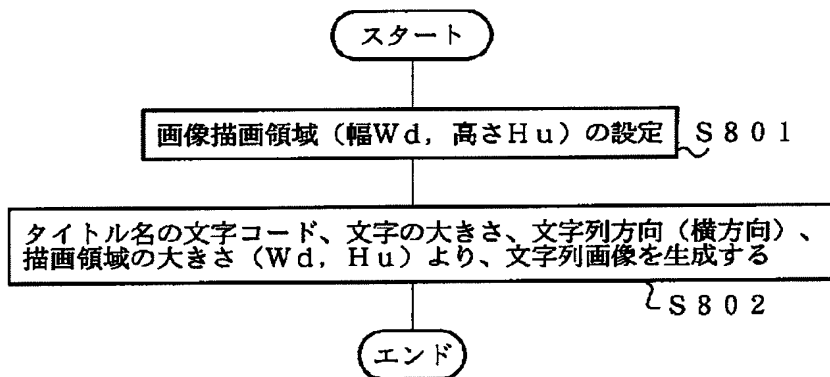 スタート
画像描画領域（幅Ｗｄ，高さＨｕ）の設定
Ｓ８０１
タイトル名の文字コード、文字の大きさ、文字列方向（横方向）、
描画領域の大きさ（Ｗｄ，Ｈｕ）より、文字列画像を生成する
Ｓ８０２
エンド